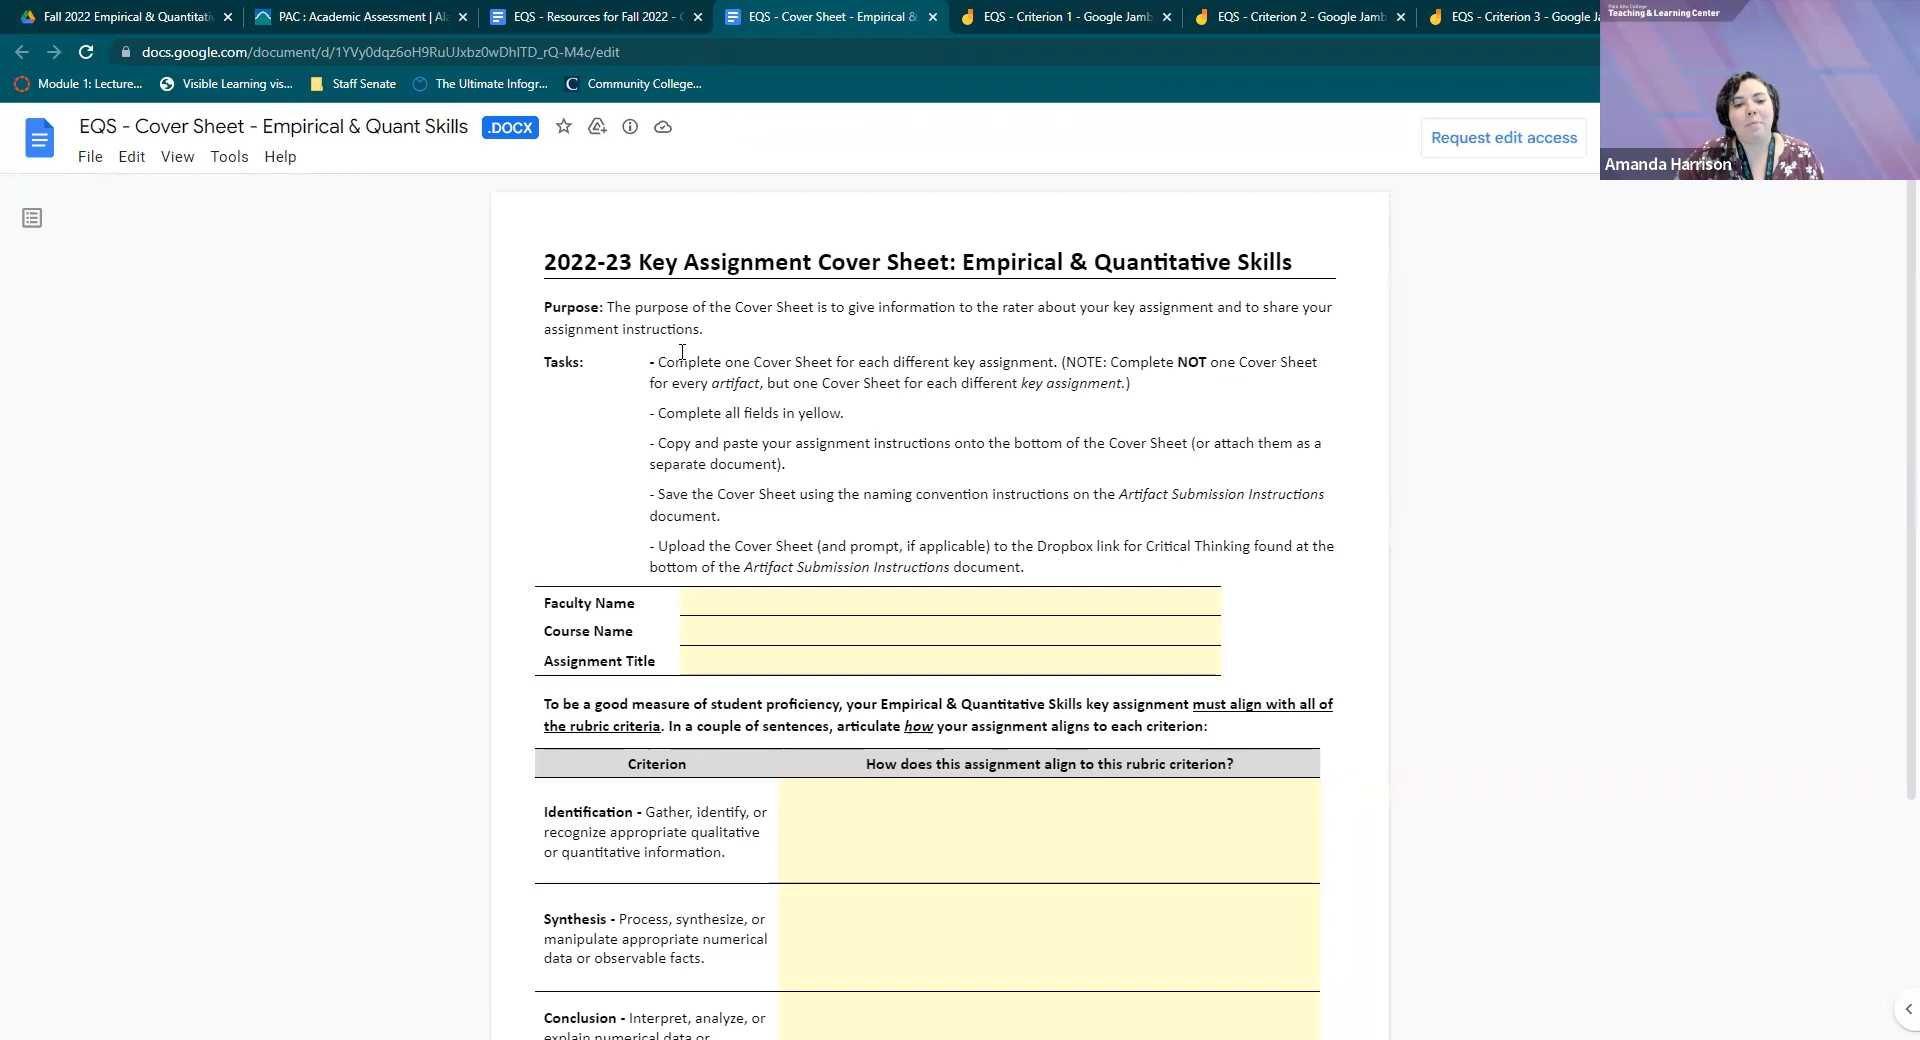 Fall 2022 Empirical & Quantitati
PAC : Academic Assessment | Al
EQS - Resources for Fall 2022 -
EQS - Cover Sheet - Empirical &
EQS - Criterion 1 - Google Jamb
EQS - Criterion 2 - Google Jamb
EQS - Criterion 3 - Google J
Palo Alto College
Teaching & Learning Center
docs.google.com/document/d/1YVy0dqz6oH9RuUJxbz0wDhlTD_rQ-M4c/edit
Module 1: Lecture...
Visible Learning vis...
Staff Senate
The Ultimate Infogr...
Community College...
EQS - Cover Sheet - Empirical & Quant Skills
.DOCX
Request edit access
File Edit View Tools Help
Amanda Harrison
2022-23 Key Assignment Cover Sheet: Empirical & Quantitative Skills
Purpose: The purpose of the Cover Sheet is to give information to the rater about your key assignment and to share your
assignment instructions.
Tasks: - Complete one Cover Sheet for each different key assignment. (NOTE: Complete NOT one Cover Sheet
for every artifact, but one Cover Sheet for each different key assignment.)
- Complete all fields in yellow.
- Copy and paste your assignment instructions onto the bottom of the Cover Sheet (or attach them as a
separate document).
- Save the Cover Sheet using the naming convention instructions on the Artifact Submission Instructions
document.
- Upload the Cover Sheet (and prompt, if applicable) to the Dropbox link for Critical Thinking found at the
bottom of the Artifact Submission Instructions document.
Faculty Name
Course Name
Assignment Title
To be a good measure of student proficiency, your Empirical & Quantitative Skills key assignment must align with all of
the rubric criteria. In a couple of sentences, articulate how your assignment aligns to each criterion:
Criterion How does this assignment align to this rubric criterion?
Identification - Gather, identify, or
recognize appropriate qualitative
or quantitative information.
Synthesis - Process, synthesize, or
manipulate appropriate numerical
data or observable facts.
Conclusion - Interpret, analyze, or
explain numerical data or